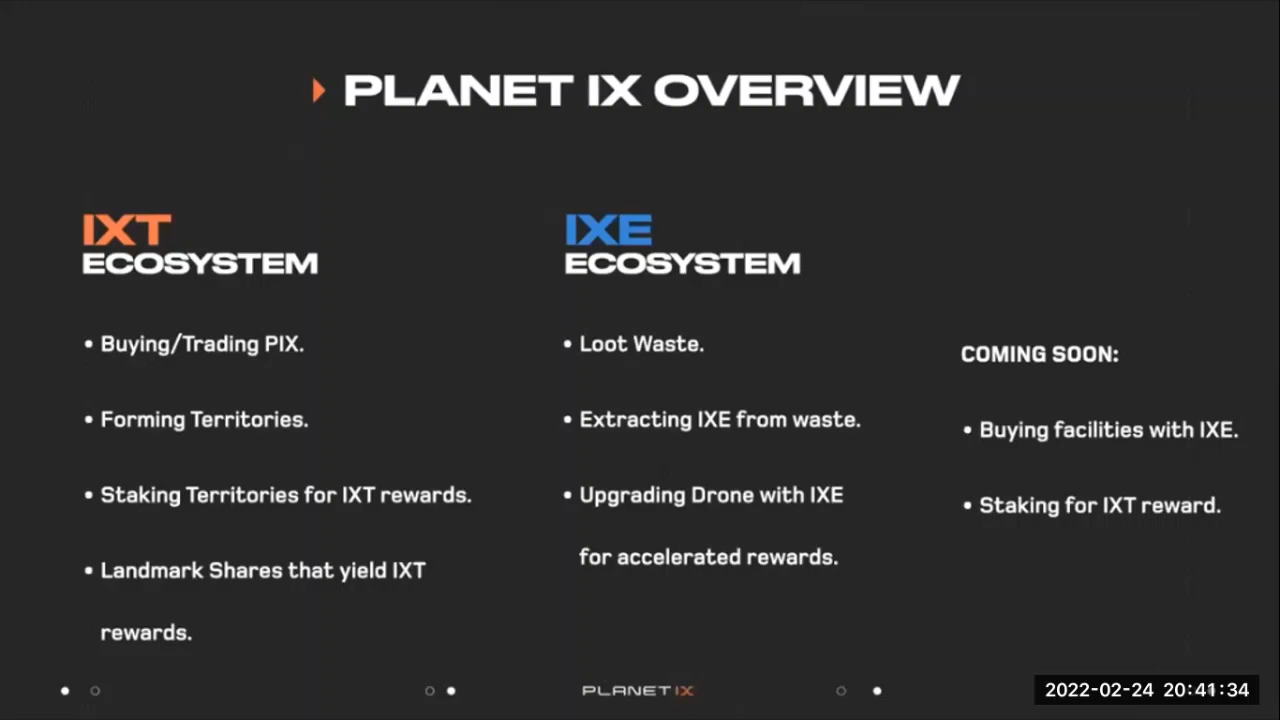 PLANET IX OVERVIEW
IXT
ECOSYSTEM
• Buying/Trading PIX.
• Forming Territories.
• Staking Territories for IXT rewards.
• Landmark Shares that yield IXT
rewards.
IXE
ECOSYSTEM
• Loot Waste.
• Extracting IXE from waste.
• Upgrading Drone with IXE
for accelerated rewards.
COMING SOON:
• Buying facilities with IXE.
• Staking for IXT reward.
PLANET IX
2022-02-24 20:41:34